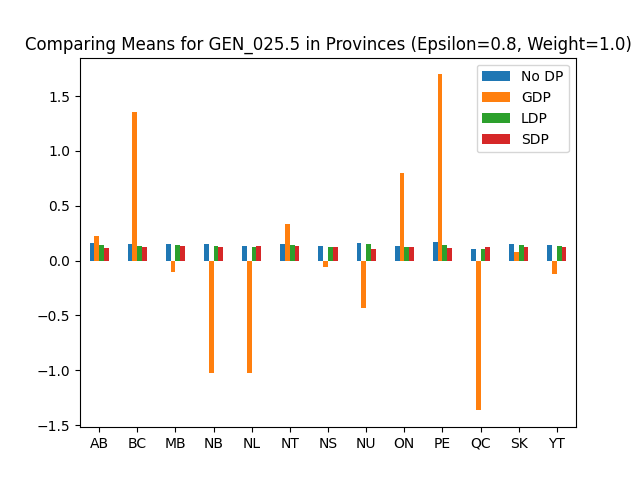 Comparing Means for GEN_025.5 in Provinces (Epsilon=0.8, Weight=1.0)
No DP
GDP
LDP
SDP
1.5
1.0
0.5
0.0
−0.5
−1.0
−1.5
AB BC MB NB NL NT NS NU ON PE QC SK YT